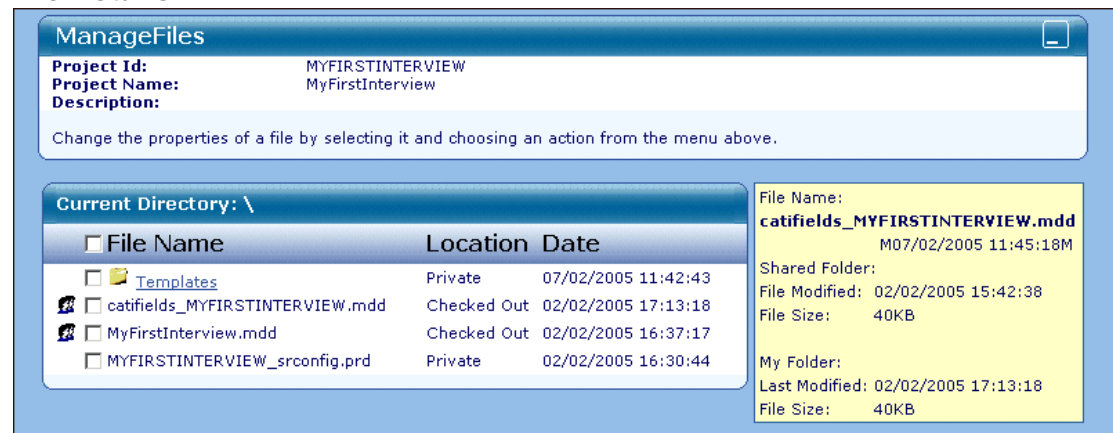 ManageFiles
Project Id: MYFIRSTINTERVIEW
Project Name: MyFirstInterview
Description:
Change the properties of a file by selecting it and choosing an action from the menu above.
Current Directory: \
File Name Location Date
Templates Private 07/02/2005 11:42:43
catifields_MYFIRSTINTERVIEW.mdd Checked Out 02/02/2005 17:13:18
MyFirstInterview.mdd Checked Out 02/02/2005 16:37:17
MYFIRSTINTERVIEW_srconfig.prd Private 02/02/2005 16:30:44
File Name:
catifields_MYFIRSTINTERVIEW.mdd
M07/02/2005 11:45:18M
Shared Folder:
File Modified: 02/02/2005 15:42:38
File Size: 40KB
My Folder:
Last Modified: 02/02/2005 17:13:18
File Size: 40KB